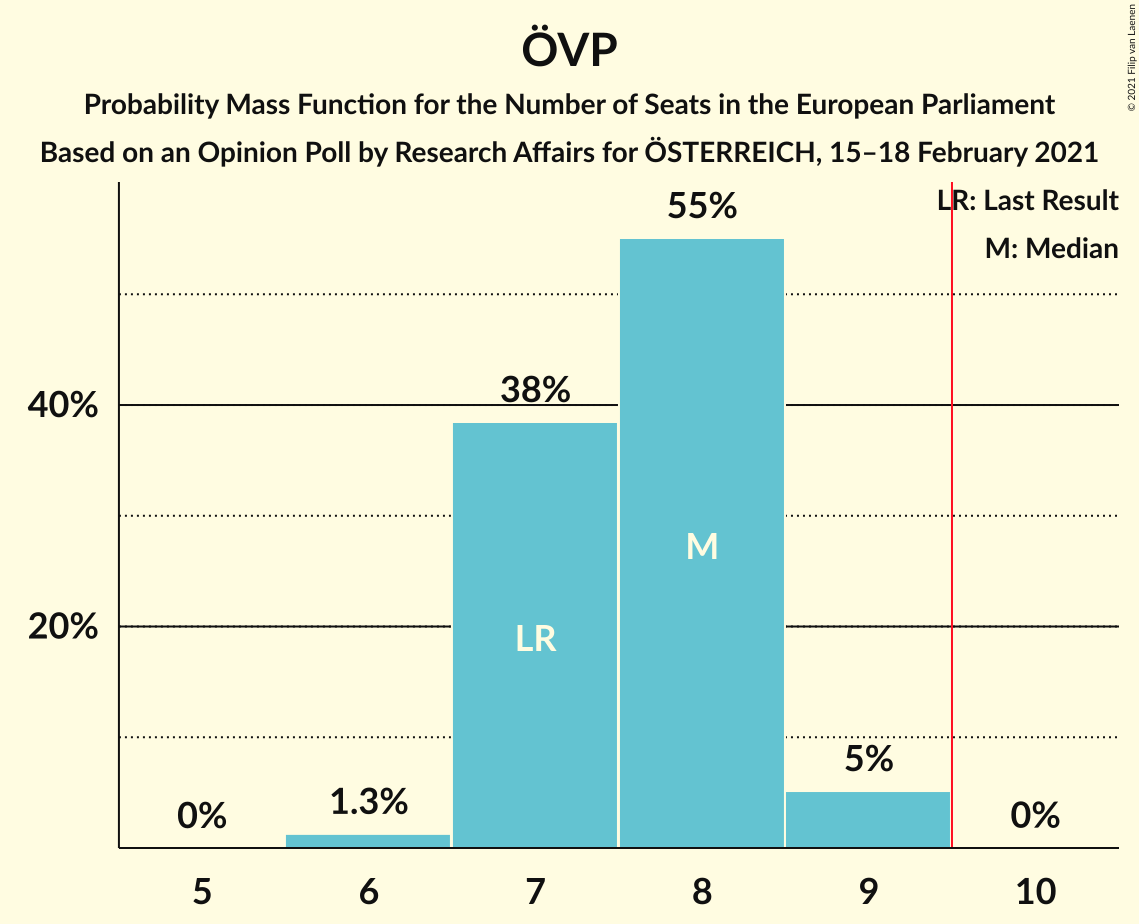 ÖVP
Probability Mass Function for the Number of Seats in the European Parliament
Based on an Opinion Poll by Research Affairs for ÖSTERREICH, 15–18 February 2021
© 2021 Filip van Laenen
LR: Last Result
M: Median
55%
38%
40%
M
20%
LR
5%
1.3%
0%
0%
5 6 7 8 9 10